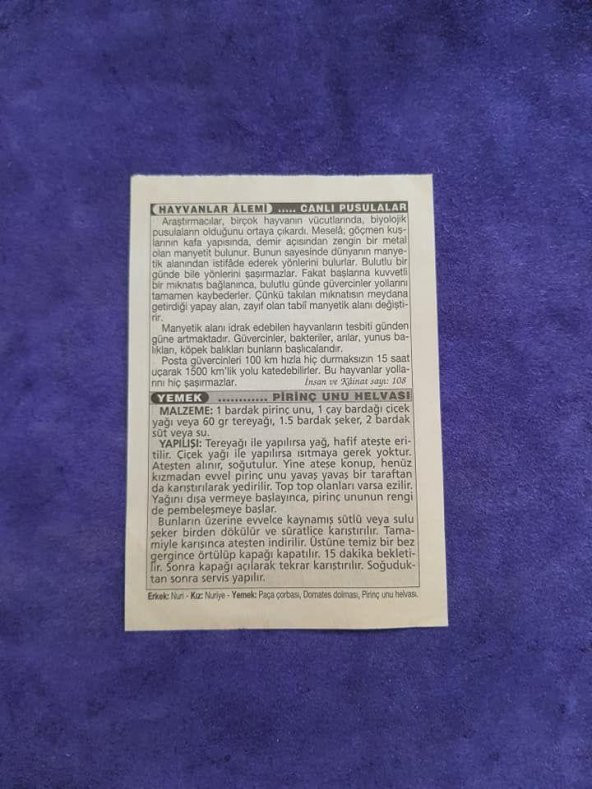 HAYVANLAR ÂLEMİ ..... CANLI PUSULALAR
Araştırmacılar, birçok hayvanın vücutlarında, biyolojik
pusulaların olduğunu ortaya çıkardı. Meselâ; göçmen kuş-
larının kafa yapısında, demir açısından zengin bir metal
olan manyetit bulunur. Bunun sayesinde dünyanın manye-
tik alanından istifâde ederek yönlerini bulurlar. Bulutlu bir
günde bile yönlerini şaşırmazlar. Fakat başlarına kuvvetli
bir mıknatıs bağlanınca, bulutlu günde güvercinler yollarını
tamamen kaybederler. Çünkü takılan mıknatısın meydana
getirdiği yapay alan, zayıf olan tabiî manyetik alanı değişti-
rir.
Manyetik alanı idrak edebilen hayvanların tesbiti günden
güne artmaktadır. Güvercinler, bakteriler, arılar, yunus ba-
lıkları, köpek balıkları bunların başlıcalarıdır.
Posta güvercinleri 100 km hızla hiç durmaksızın 15 saat
uçarak 1500 km'lik yolu katedebilirler. Bu hayvanlar yolla-
rını hiç şaşırmazlar. İnsan ve Kâinat sayı: 108
YEMEK ............ PİRİNÇ UNU HELVASI
MALZEME: 1 bardak pirinç unu, 1 çay bardağı çicek
yağı veya 60 gr tereyağı, 1.5 bardak şeker, 2 bardak
süt veya su.
YAPILIŞI: Tereyağı ile yapılırsa yağ, hafif ateşte eri-
tilir. Çicek yağı ile yapılırsa ısıtmaya gerek yoktur.
Ateşten alınır, soğutulur. Yine ateşe konup, henüz
kızmadan evvel pirinç unu yavaş yavaş bir taraftan
da karıştırılarak yedirilir. Top top olanları varsa ezilir.
Yağını dışa vermeye başlayınca, pirinç ununun rengi
de pembeleşmeye başlar.
Bunların üzerine evvelce kaynamış sütlü veya sulu
şeker birden dökülür ve süratlice karıştırılır. Tama-
miyle karışınca ateşten indirilir. Üstüne temiz bir bez
gergince örtülüp kapağı kapatılır. 15 dakika bekleti-
lir. Sonra kapağı açılarak tekrar karıştırılır. Soğuduk-
tan sonra servis yapılır.
Erkek: Nuri - Kız: Nuriye - Yemek: Paça çorbası, Domates dolması, Pirinç unu helvası.